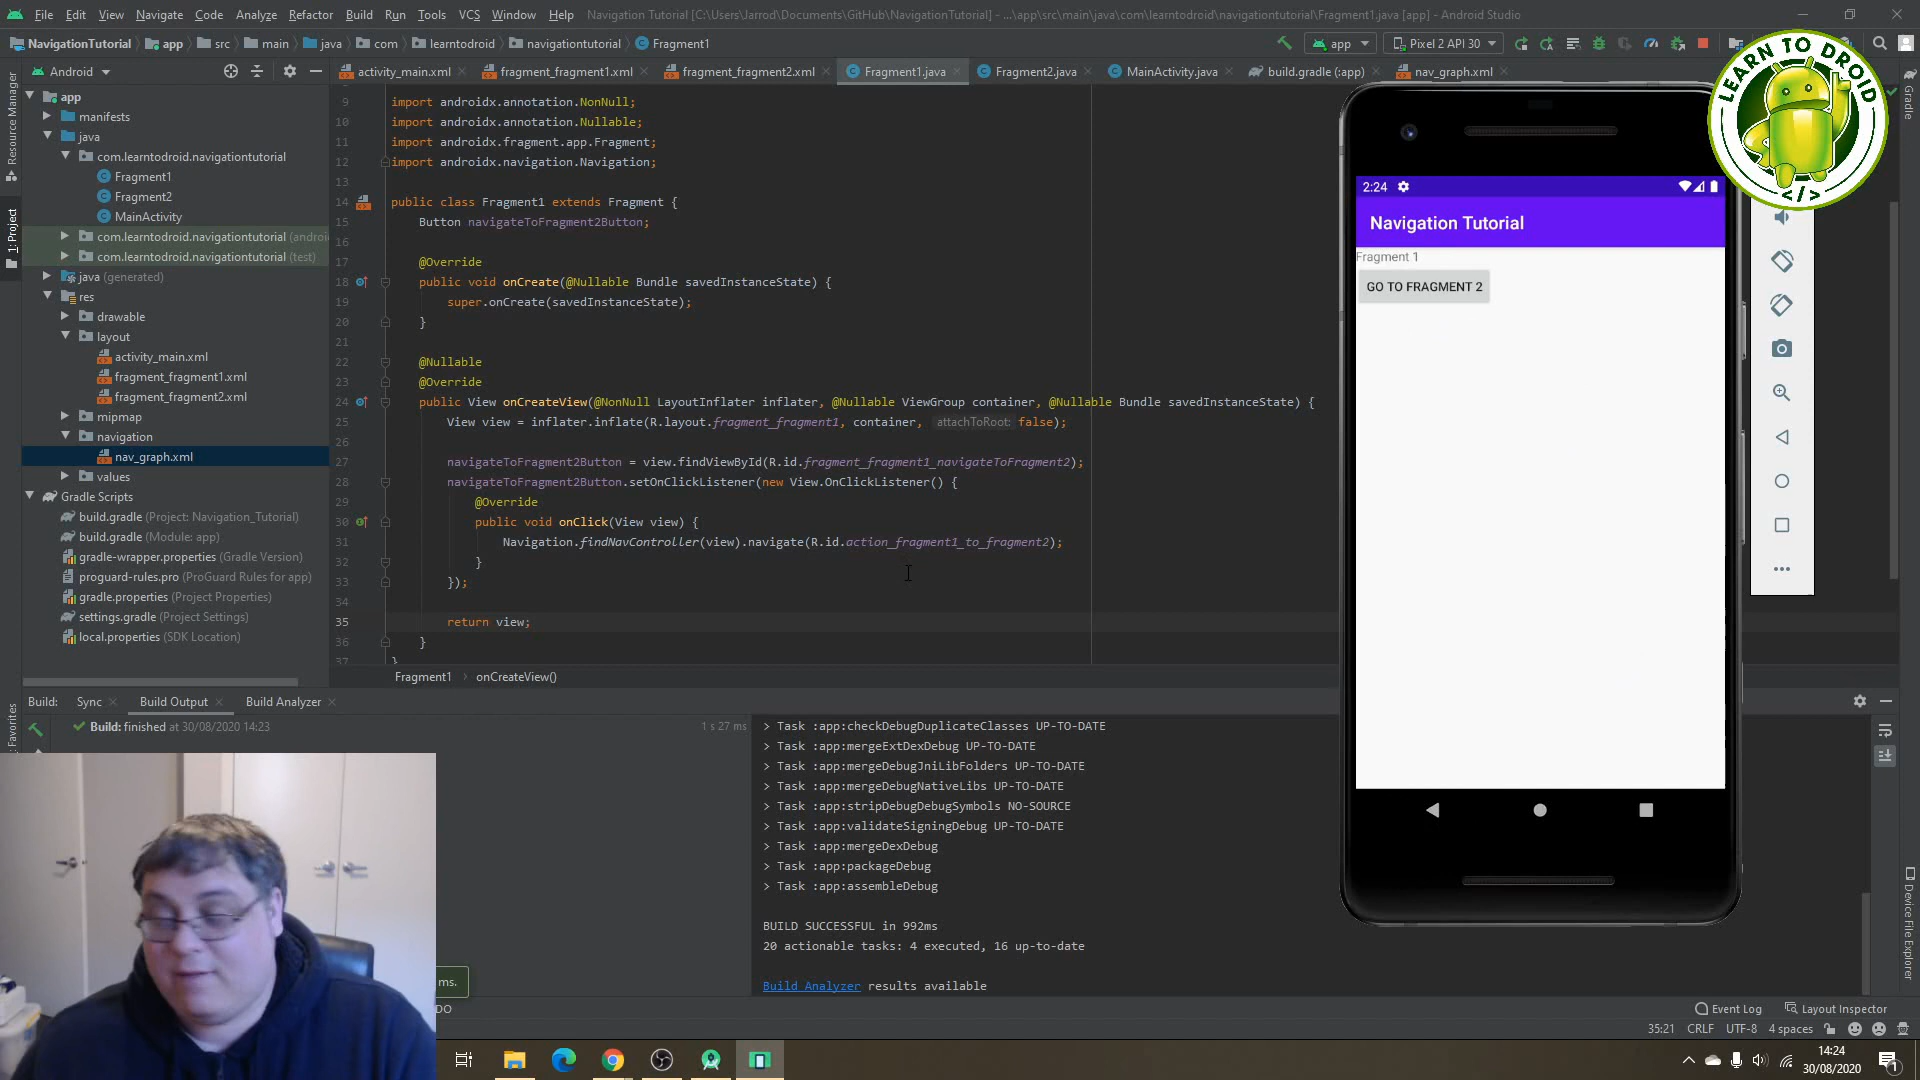 File Edit View Navigate Code Analyze Refactor Build Run Tools VCS Window Help Navigation Tutorial [C:\Users\Jarrod\Documents\GitHub\NavigationTutorial] - ...\app\src\main\java\com\learntodroid\navigationtutorial\Fragment1.java [app] - Android Studio
NavigationTutorial app src main java com learntodroid navigationtutorial Fragment1
app Pixel 2 API 30
Android
activity_main.xml fragment_fragment1.xml fragment_fragment2.xml Fragment1.java Fragment2.java MainActivity.java build.gradle (:app) nav_graph.xml
LEARN TO DROID
</>
Resource Manager
1: Project
Favorites
Gradle
Device File Explorer
app
manifests
java
com.learntodroid.navigationtutorial
Fragment1
Fragment2
MainActivity
com.learntodroid.navigationtutorial (androi
com.learntodroid.navigationtutorial (test)
java (generated)
res
drawable
layout
activity_main.xml
fragment_fragment1.xml
fragment_fragment2.xml
mipmap
navigation
nav_graph.xml
values
Gradle Scripts
build.gradle (Project: Navigation_Tutorial)
build.gradle (Module: app)
gradle-wrapper.properties (Gradle Version)
proguard-rules.pro (ProGuard Rules for app)
gradle.properties (Project Properties)
settings.gradle (Project Settings)
local.properties (SDK Location)
9 import androidx.annotation.NonNull;
10 import androidx.annotation.Nullable;
11 import androidx.fragment.app.Fragment;
12 import androidx.navigation.Navigation;
13
14 public class Fragment1 extends Fragment {
15 Button navigateToFragment2Button;
16
17 @Override
18 public void onCreate(@Nullable Bundle savedInstanceState) {
19 super.onCreate(savedInstanceState);
20 }
21
22 @Nullable
23 @Override
24 public View onCreateView(@NonNull LayoutInflater inflater, @Nullable ViewGroup container, @Nullable Bundle savedInstanceState) {
25 View view = inflater.inflate(R.layout.fragment_fragment1, container, attachToRoot: false);
26
27 navigateToFragment2Button = view.findViewById(R.id.fragment_fragment1_navigateToFragment2);
28 navigateToFragment2Button.setOnClickListener(new View.OnClickListener() {
29 @Override
30 public void onClick(View view) {
31 Navigation.findNavController(view).navigate(R.id.action_fragment1_to_fragment2);
32 }
33 });
34
35 return view;
36 }
37 }
Fragment1 › onCreateView()
2:24
Navigation Tutorial
Fragment 1
GO TO FRAGMENT 2
Build: Sync Build Output Build Analyzer
Build: finished at 30/08/2020 14:23 1 s 27 ms
> Task :app:checkDebugDuplicateClasses UP-TO-DATE
> Task :app:mergeExtDexDebug UP-TO-DATE
> Task :app:mergeDebugJniLibFolders UP-TO-DATE
> Task :app:mergeDebugNativeLibs UP-TO-DATE
> Task :app:stripDebugDebugSymbols NO-SOURCE
> Task :app:validateSigningDebug UP-TO-DATE
> Task :app:mergeDexDebug
> Task :app:packageDebug
> Task :app:assembleDebug
BUILD SUCCESSFUL in 992ms
20 actionable tasks: 4 executed, 16 up-to-date
Build Analyzer results available
ms.
DO
Event Log Layout Inspector
35:21 CRLF UTF-8 4 spaces
14:24
30/08/2020
1